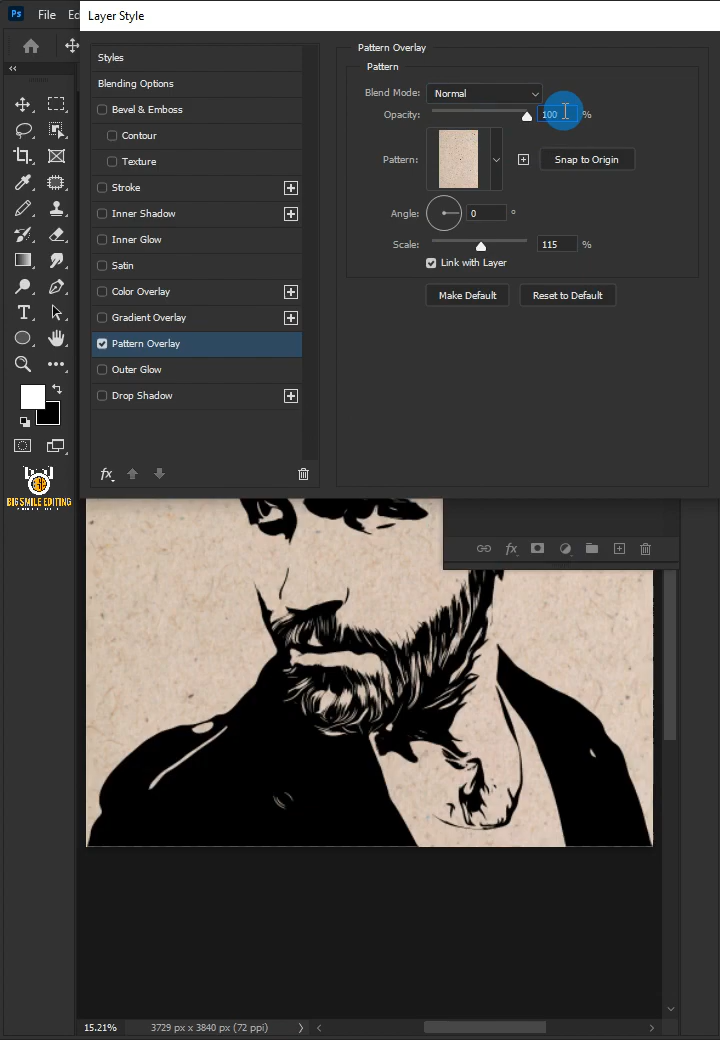 Ps File Ed
Layer Style
Styles
Blending Options
Bevel & Emboss
Contour
Texture
Stroke
Inner Shadow
Inner Glow
Satin
Color Overlay
Gradient Overlay
Pattern Overlay
Outer Glow
Drop Shadow
fx
Pattern Overlay
Pattern
Blend Mode: Normal
Opacity: 100 %
Pattern: Snap to Origin
Angle: 0 °
Scale: 115 %
Link with Layer
Make Default Reset to Default
BIG SMILE EDITING
fx
15.21% 3729 px x 3840 px (72 ppi)